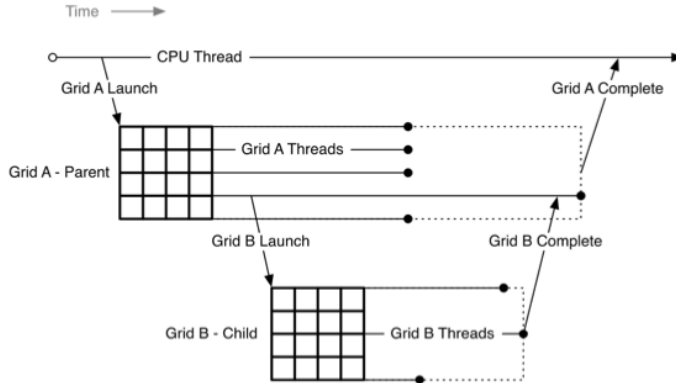 Time
CPU Thread
Grid A Launch
Grid A Complete
Grid A Threads
Grid A - Parent
Grid B Launch
Grid B Complete
Grid B - Child
Grid B Threads